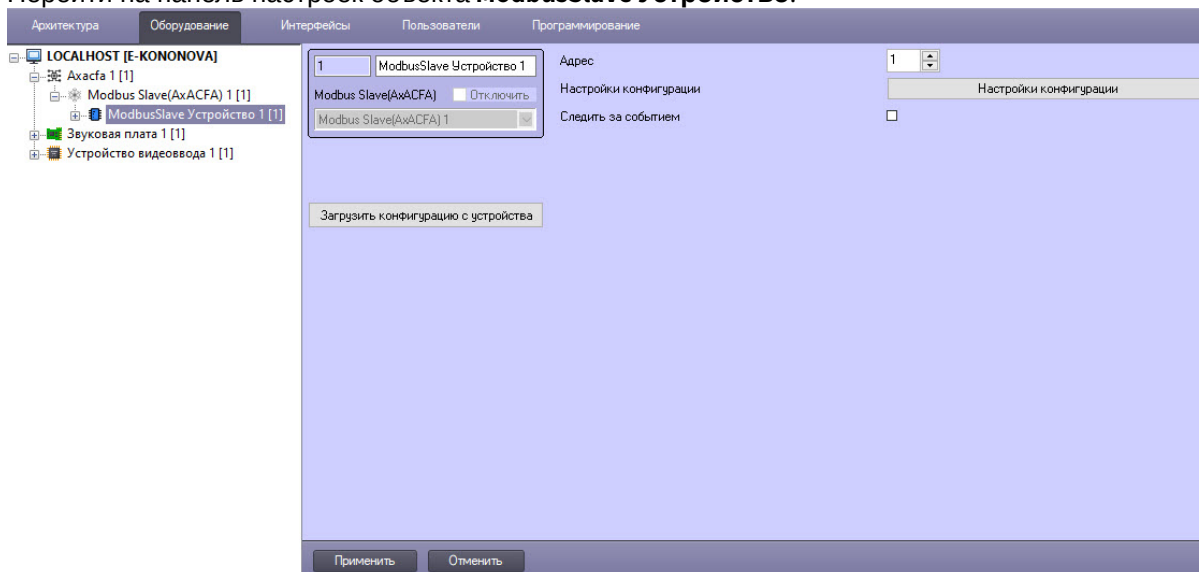 Перейти на панель настроек объекта ModbusSlave Устройство.
Архитектура Оборудование Интерфейсы Пользователи Программирование
LOCALHOST [E-KONONOVA]
Axacfa 1 [1]
Modbus Slave(AxACFA) 1 [1]
ModbusSlave Устройство 1 [1]
Звуковая плата 1 [1]
Устройство видеоввода 1 [1]
1 ModbusSlave Устройство 1
Modbus Slave(AxACFA) Отключить
Modbus Slave(AxACFA) 1
Загрузить конфигурацию с устройства
Адрес 1
Настройки конфигурации Настройки конфигурации
Следить за событием
Применить Отменить